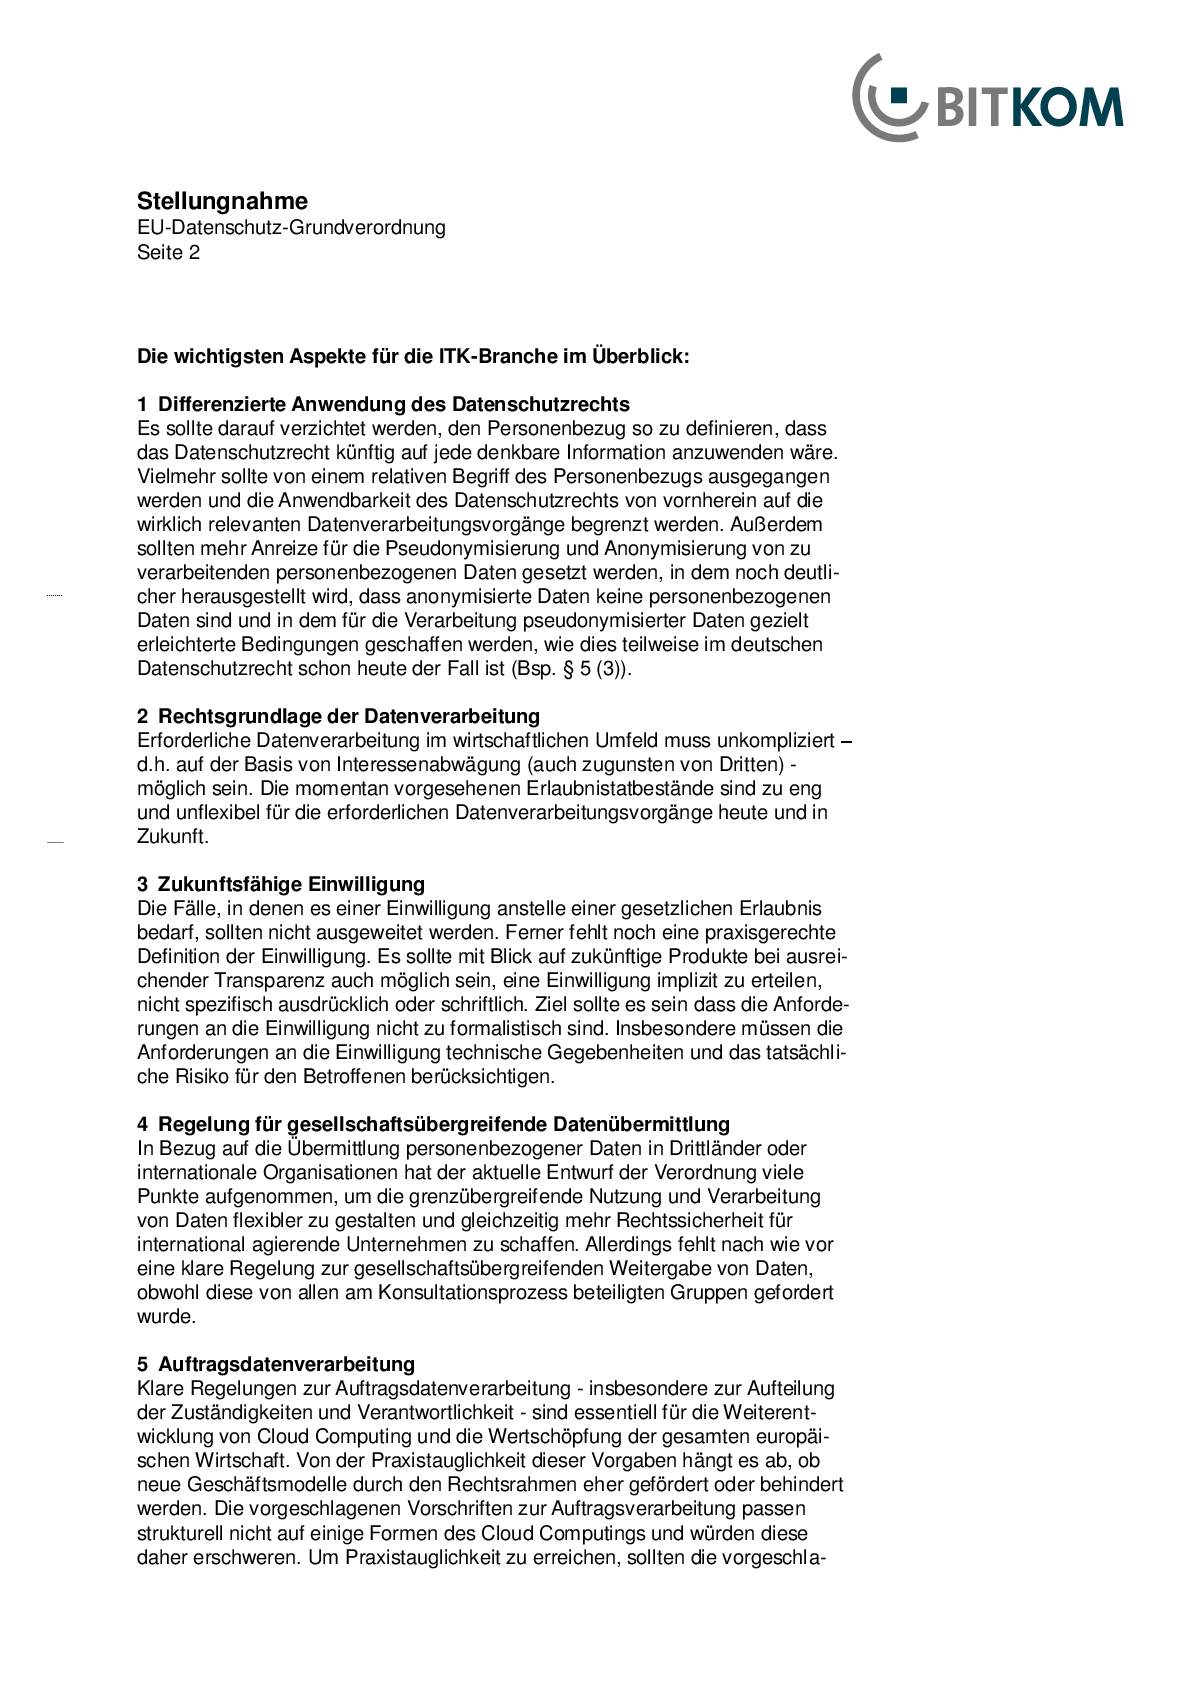 BITKOM
Stellungnahme
EU-Datenschutz-Grundverordnung
Seite 2
Die wichtigsten Aspekte für die ITK-Branche im Überblick:
1 Differenzierte Anwendung des Datenschutzrechts
Es sollte darauf verzichtet werden, den Personenbezug so zu definieren, dass
das Datenschutzrecht künftig auf jede denkbare Information anzuwenden wäre.
Vielmehr sollte von einem relativen Begriff des Personenbezugs ausgegangen
werden und die Anwendbarkeit des Datenschutzrechts von vornherein auf die
wirklich relevanten Datenverarbeitungsvorgänge begrenzt werden. Außerdem
sollten mehr Anreize für die Pseudonymisierung und Anonymisierung von zu
verarbeitenden personenbezogenen Daten gesetzt werden, in dem noch deutli-
cher herausgestellt wird, dass anonymisierte Daten keine personenbezogenen
Daten sind und in dem für die Verarbeitung pseudonymisierter Daten gezielt
erleichterte Bedingungen geschaffen werden, wie dies teilweise im deutschen
Datenschutzrecht schon heute der Fall ist (Bsp. § 5 (3)).
2 Rechtsgrundlage der Datenverarbeitung
Erforderliche Datenverarbeitung im wirtschaftlichen Umfeld muss unkompliziert –
d.h. auf der Basis von Interessenabwägung (auch zugunsten von Dritten) -
möglich sein. Die momentan vorgesehenen Erlaubnistatbestände sind zu eng
und unflexibel für die erforderlichen Datenverarbeitungsvorgänge heute und in
Zukunft.
3 Zukunftsfähige Einwilligung
Die Fälle, in denen es einer Einwilligung anstelle einer gesetzlichen Erlaubnis
bedarf, sollten nicht ausgeweitet werden. Ferner fehlt noch eine praxisgerechte
Definition der Einwilligung. Es sollte mit Blick auf zukünftige Produkte bei ausrei-
chender Transparenz auch möglich sein, eine Einwilligung implizit zu erteilen,
nicht spezifisch ausdrücklich oder schriftlich. Ziel sollte es sein dass die Anforde-
rungen an die Einwilligung nicht zu formalistisch sind. Insbesondere müssen die
Anforderungen an die Einwilligung technische Gegebenheiten und das tatsächli-
che Risiko für den Betroffenen berücksichtigen.
4 Regelung für gesellschaftsübergreifende Datenübermittlung
In Bezug auf die Übermittlung personenbezogener Daten in Drittländer oder
internationale Organisationen hat der aktuelle Entwurf der Verordnung viele
Punkte aufgenommen, um die grenzübergreifende Nutzung und Verarbeitung
von Daten flexibler zu gestalten und gleichzeitig mehr Rechtssicherheit für
international agierende Unternehmen zu schaffen. Allerdings fehlt nach wie vor
eine klare Regelung zur gesellschaftsübergreifenden Weitergabe von Daten,
obwohl diese von allen am Konsultationsprozess beteiligten Gruppen gefordert
wurde.
5 Auftragsdatenverarbeitung
Klare Regelungen zur Auftragsdatenverarbeitung - insbesondere zur Aufteilung
der Zuständigkeiten und Verantwortlichkeit - sind essentiell für die Weiterent-
wicklung von Cloud Computing und die Wertschöpfung der gesamten europäi-
schen Wirtschaft. Von der Praxistauglichkeit dieser Vorgaben hängt es ab, ob
neue Geschäftsmodelle durch den Rechtsrahmen eher gefördert oder behindert
werden. Die vorgeschlagenen Vorschriften zur Auftragsverarbeitung passen
strukturell nicht auf einige Formen des Cloud Computings und würden diese
daher erschweren. Um Praxistauglichkeit zu erreichen, sollten die vorgeschla-